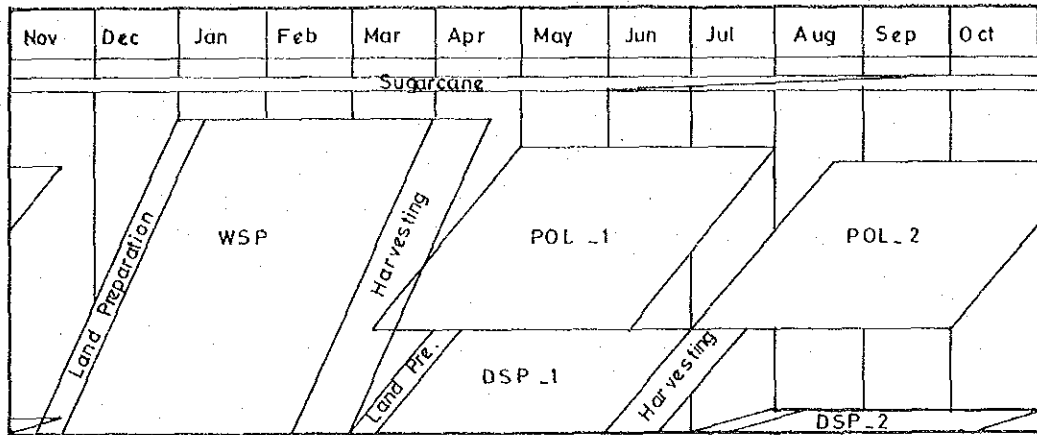 Nov Dec Jan Feb Mar Apr May Jun Jul Aug Sep Oct
Sugarcane
Land Preparation
WSP
Harvesting
POL_1
POL_2
Land Pre.
DSP_1
Harvesting
DSP_2